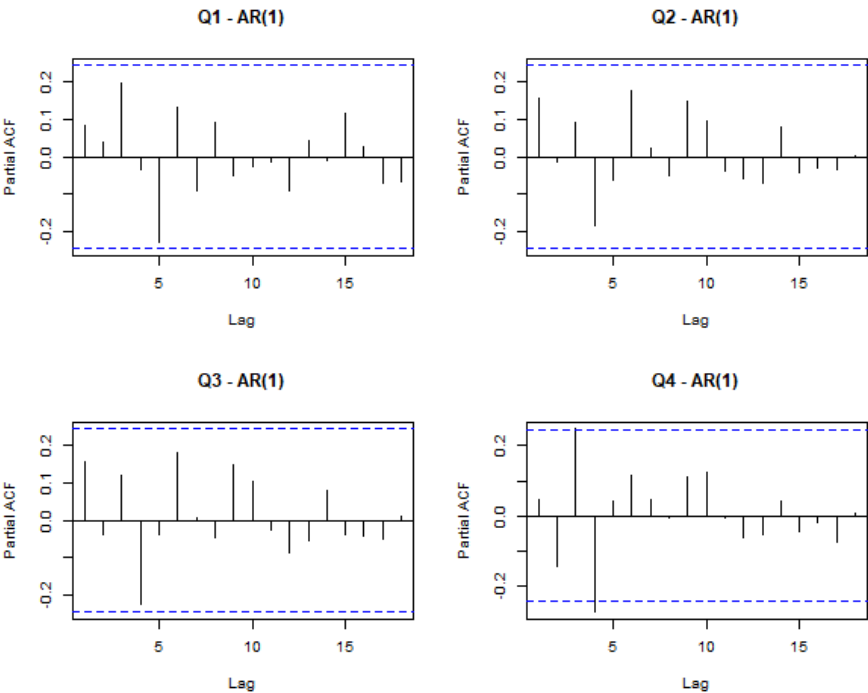 Q1 - AR(1)
Partial ACF
0.2
0.1
0.0
-0.2
5
10
15
Lag
Q2 - AR(1)
Partial ACF
0.2
0.1
0.0
-0.2
5
10
15
Lag
Q3 - AR(1)
Partial ACF
0.2
0.1
0.0
-0.2
5
10
15
Lag
Q4 - AR(1)
Partial ACF
0.2
0.0
-0.2
5
10
15
Lag